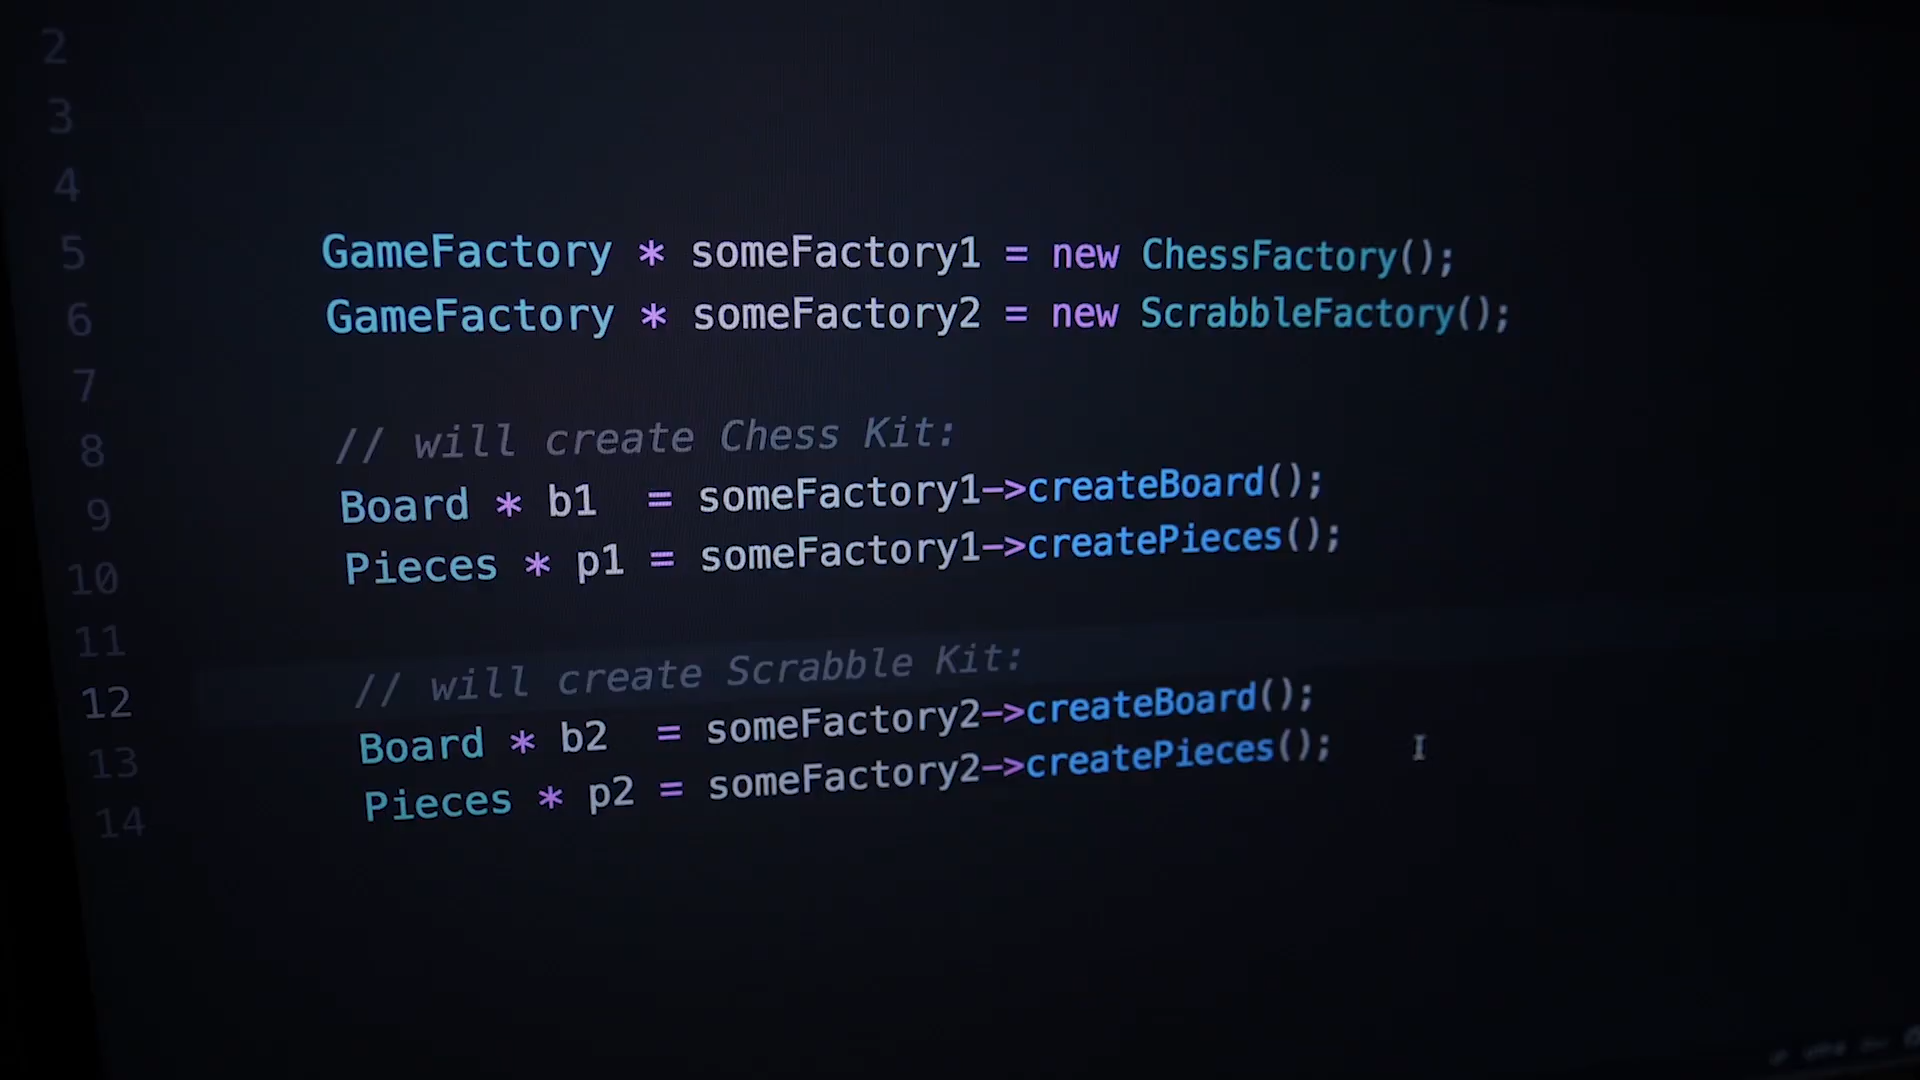 2
3
4
5 GameFactory * someFactory1 = new ChessFactory();
6 GameFactory * someFactory2 = new ScrabbleFactory();
7
8 // will create Chess Kit:
9 Board * b1  = someFactory1->createBoard();
10 Pieces * p1 = someFactory1->createPieces();
11
12 // will create Scrabble Kit:
13 Board * b2  = someFactory2->createBoard();
14 Pieces * p2 = someFactory2->createPieces();